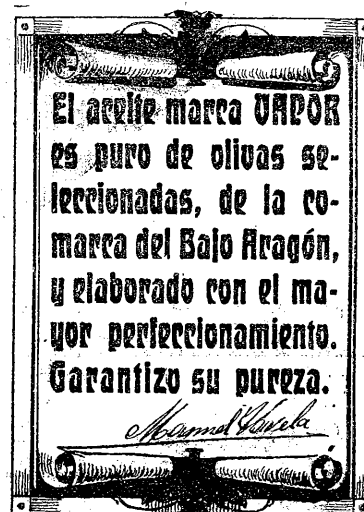 El aceite marca VAPOR
es puro de olivas se-
leccionadas, de la co-
marca del Bajo Aragón,
y elaborado con el ma-
yor perfeccionamiento.
Garantizo su pureza.
Manuel Varela